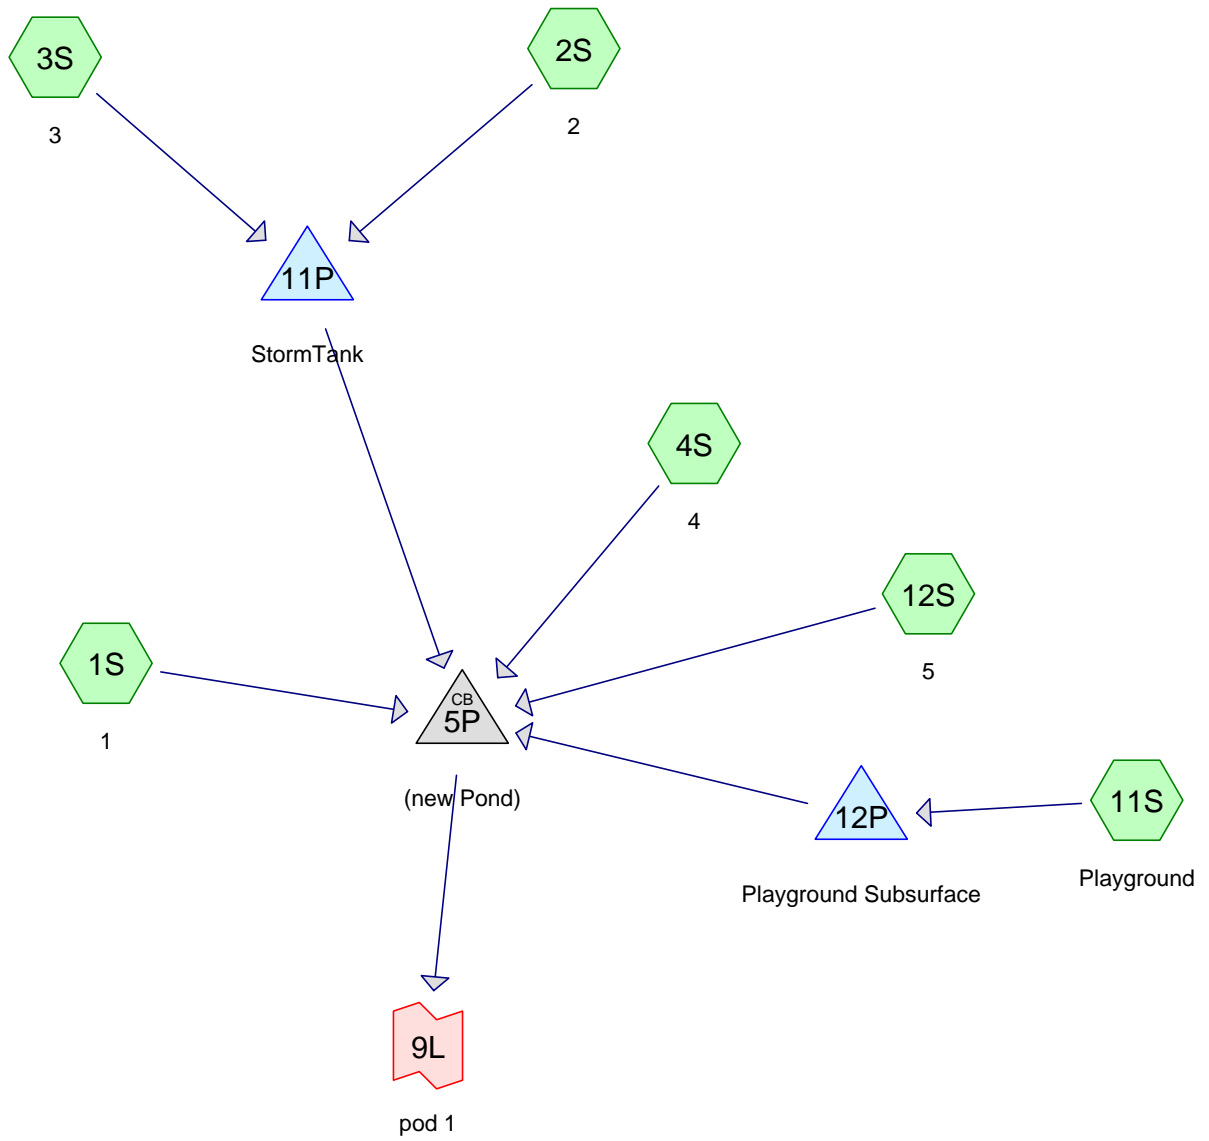 3S
3
2S
2
11P
StormTank
4S
4
12S
5
1S
1
CB
5P
(new Pond)
12P
Playground Subsurface
11S
Playground
9L
pod 1